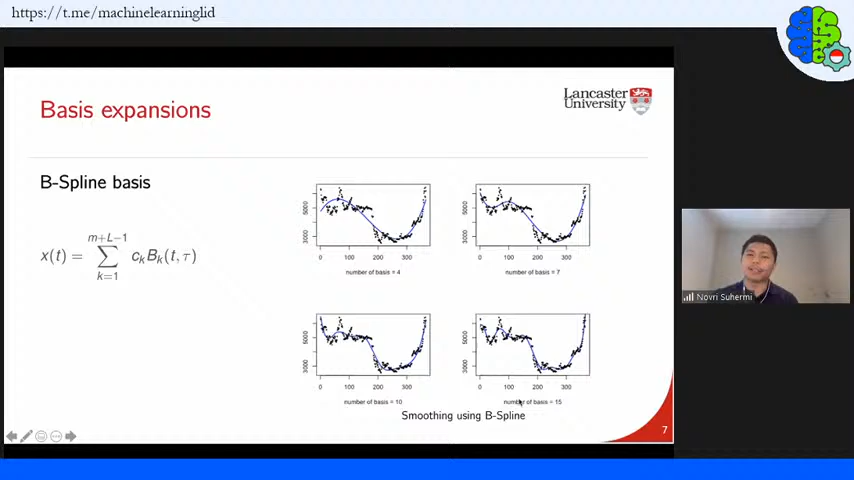 https://t.me/machinelearninglid
Basis expansions
Lancaster
University
B-Spline basis
x(t) = m+L−1 ∑ k=1 ckBk(t, τ)
5000
3000
0 100 200 300
number of basis = 4
5000
3000
0 100 200 300
number of basis = 7
5000
3000
0 100 200 300
number of basis = 10
5000
3000
0 100 200 300
number of basis = 15
Smoothing using B-Spline
7
Novri Suhermi